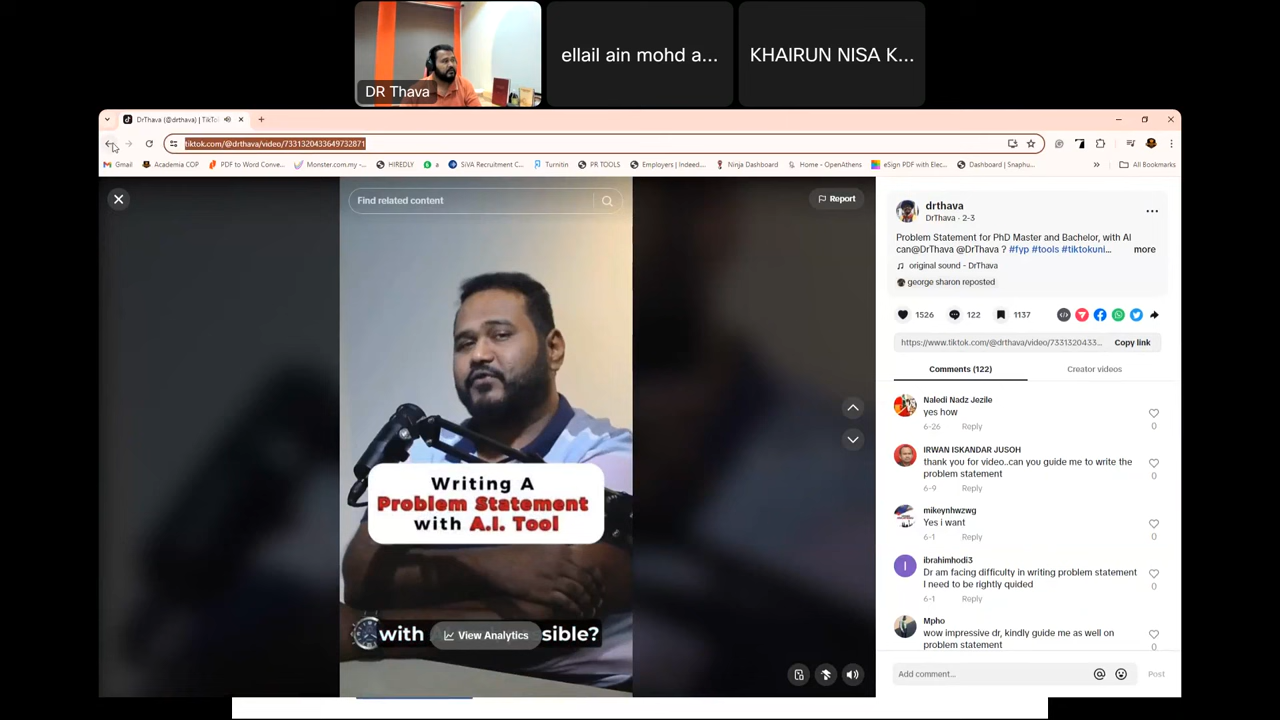 DR Thava
ellail ain mohd a...
KHAIRUN NISA K...
DrThava (@drthava) | TikTo
tiktok.com/@drthava/video/7331320433649732871
Gmail
Academia COP
PDF to Word Conve...
Monster.com.my -...
HIREDLY
a
SiVA Recruitment C...
Turnitin
PR TOOLS
Employers | Indeed...
Ninja Dashboard
Home - OpenAthens
eSign PDF with Elec...
Dashboard | Snaphu...
»
All Bookmarks
Find related content
Report
Writing A
Problem Statement
with A.I. Tool
with
View Analytics
sible?
drthava
DrThava · 2-3
Problem Statement for PhD Master and Bachelor, with AI
can@DrThava @DrThava ? #fyp #tools #tiktokuni...
more
original sound - DrThava
george sharon reposted
1526
122
1137
https://www.tiktok.com/@drthava/video/733132043 3...
Copy link
Comments (122)
Creator videos
Naledi Nadz Jezile
yes how
6-26
Reply
0
IRWAN ISKANDAR JUSOH
thank you for video..can you guide me to write the
problem statement
6-9
Reply
0
mikeynhwzwg
Yes i want
6-1
Reply
0
I
ibrahimhodi3
Dr am facing difficulty in writing problem statement
I need to be rightly quided
6-1
Reply
0
Mpho
wow impressive dr, kindly guide me as well on
problem statement
0
Add comment...
Post